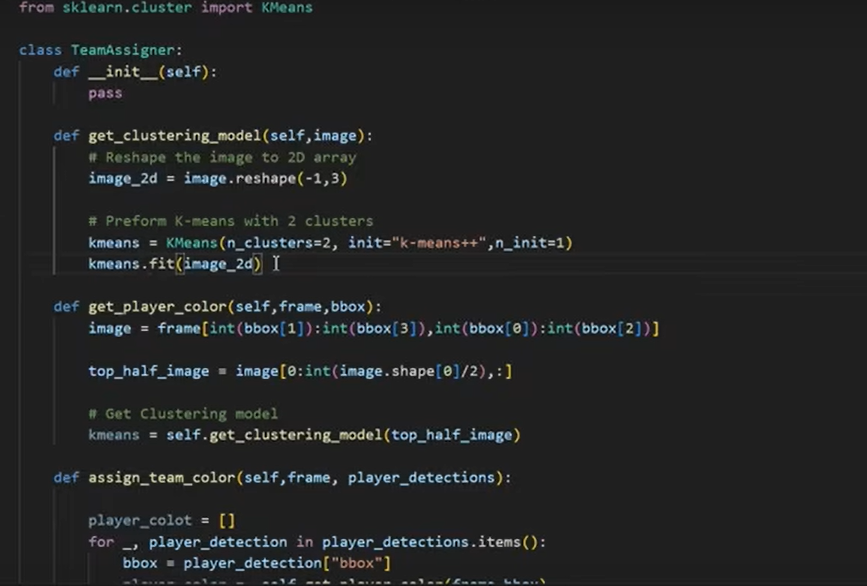 from sklearn.cluster import KMeans
class TeamAssigner:
def __init__(self):
pass
def get_clustering_model(self,image):
# Reshape the image to 2D array
image_2d = image.reshape(-1,3)
# Preform K-means with 2 clusters
kmeans = KMeans(n_clusters=2, init="k-means++",n_init=1)
kmeans.fit(image_2d)
def get_player_color(self,frame,bbox):
image = frame[int(bbox[1]):int(bbox[3]),int(bbox[0]):int(bbox[2])]
top_half_image = image[0:int(image.shape[0]/2),:]
# Get Clustering model
kmeans = self.get_clustering_model(top_half_image)
def assign_team_color(self,frame, player_detections):
player_colot = []
for _, player_detection in player_detections.items():
bbox = player_detection["bbox"]